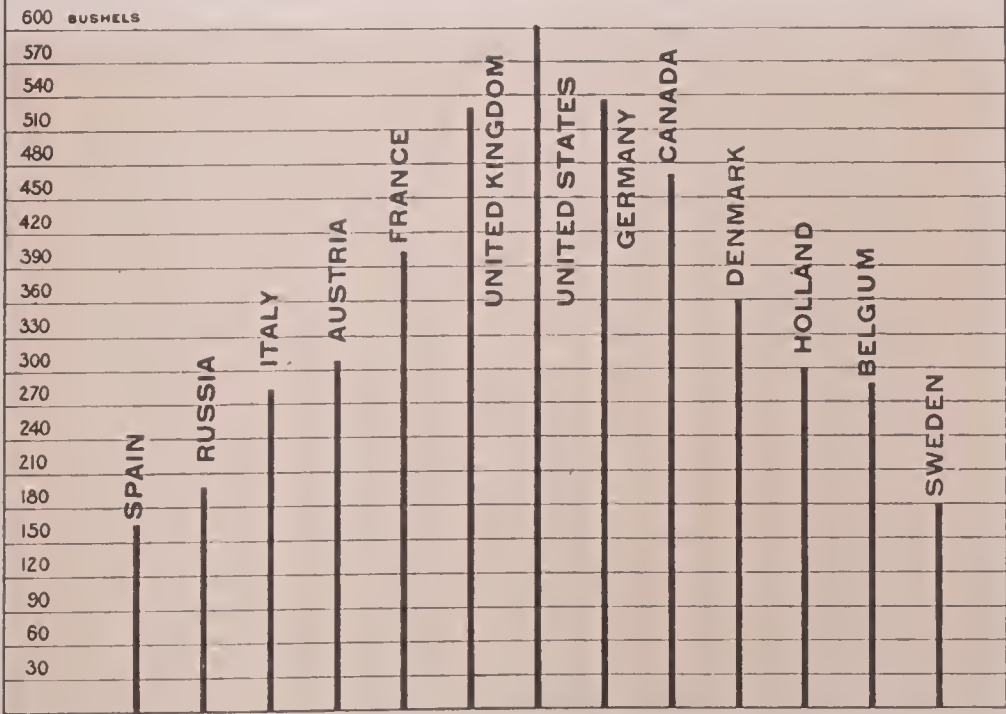 600 BUSHELS
570
540
510
480
450
420
390
360
330
300
270
240
210
180
150
120
90
60
30
SPAIN
RUSSIA
ITALY
AUSTRIA
FRANCE
UNITED KINGDOM
UNITED STATES
GERMANY
CANADA
DENMARK
HOLLAND
BELGIUM
SWEDEN